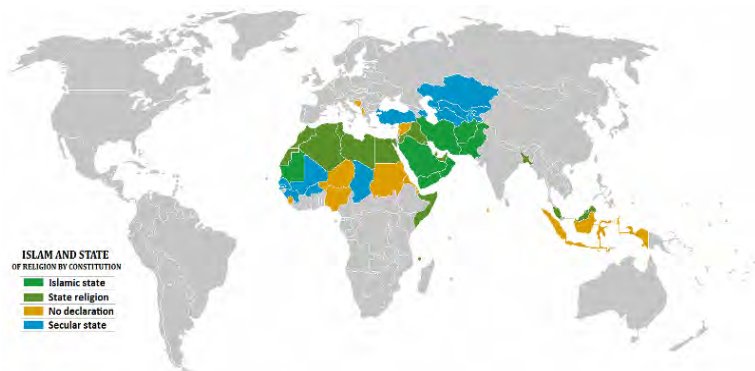 ISLAM AND STATE
OF RELIGION BY CONSTITUTION
Islamic state
State religion
No declaration
Secular state